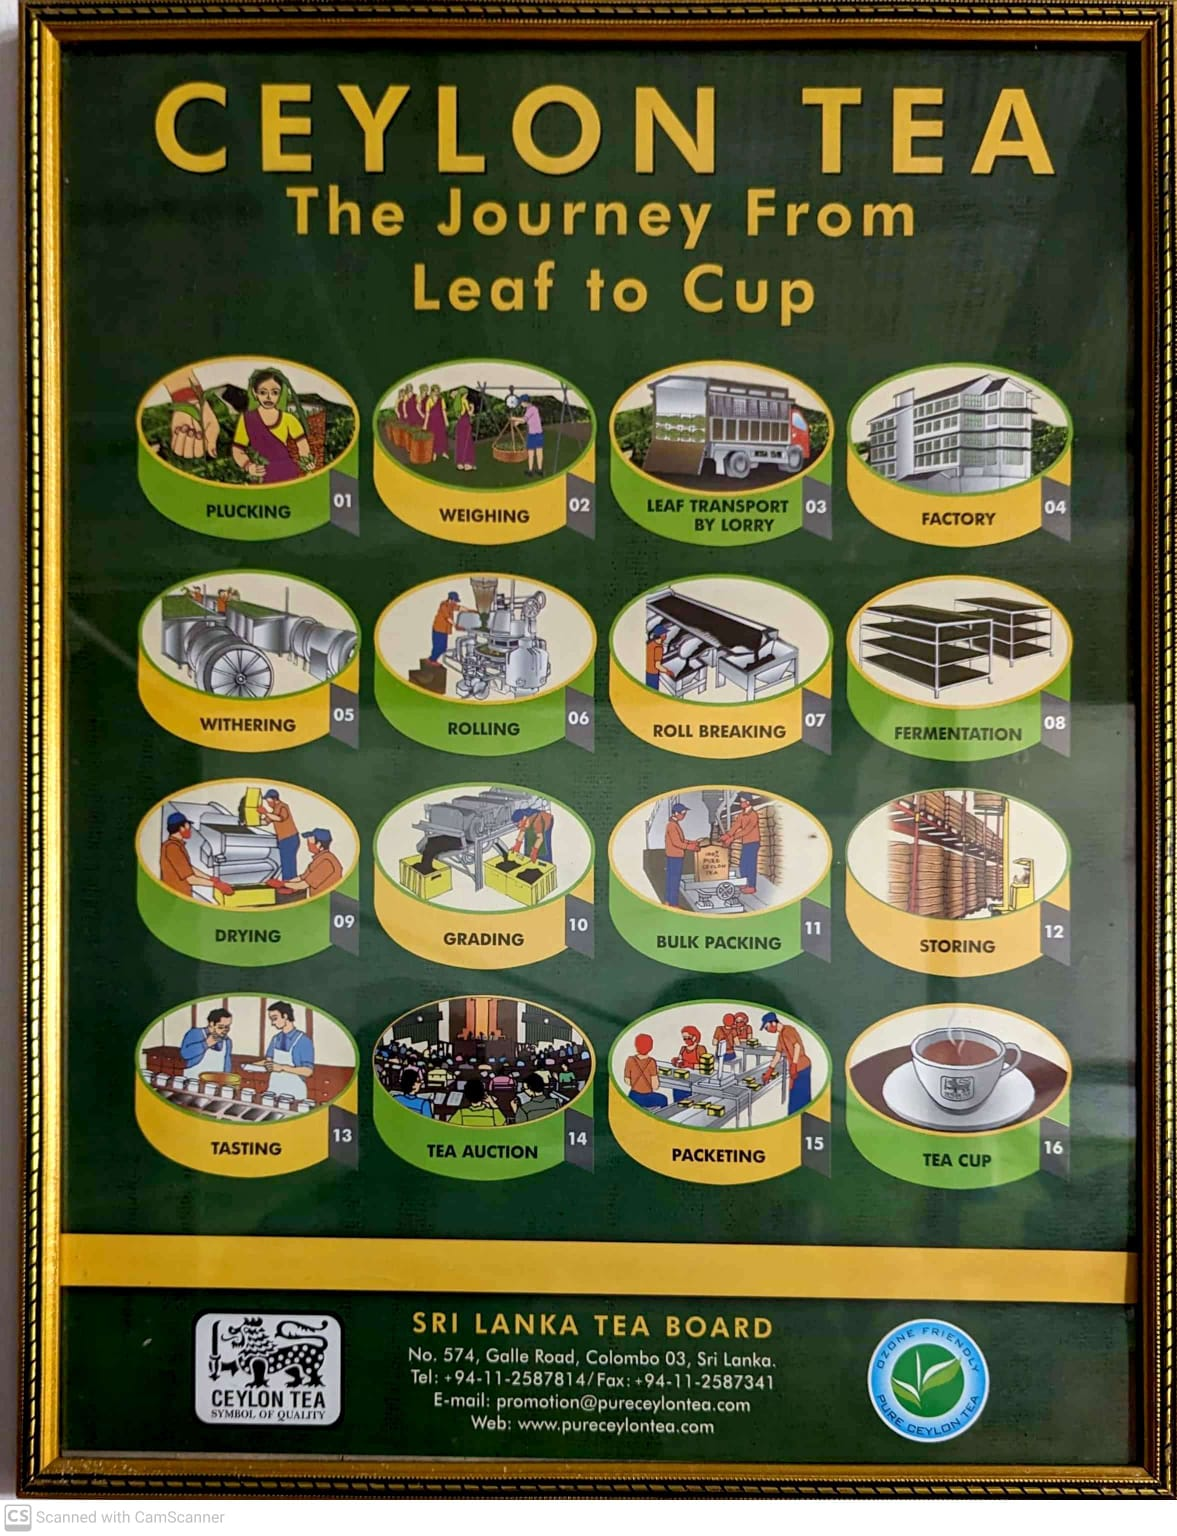 CEYLON TEA
The Journey From
Leaf to Cup
PLUCKING
01
WEIGHING
02
LEAF TRANSPORT
BY LORRY
03
FACTORY
04
WITHERING
05
ROLLING
06
ROLL BREAKING
07
FERMENTATION
08
DRYING
09
GRADING
10
PURE
CEYLON
TEA
BULK PACKING
11
STORING
12
TASTING
13
TEA AUCTION
14
PACKETING
15
TEA CUP
16
CEYLON TEA
SYMBOL OF QUALITY
SRI LANKA TEA BOARD
No. 574, Galle Road, Colombo 03, Sri Lanka.
Tel: +94-11-2587814/Fax: +94-11-2587341
E-mail: promotion@pureceylontea.com
Web: www.pureceylontea.com
OZONE FRIENDLY
PURE CEYLON TEA
CS Scanned with CamScanner